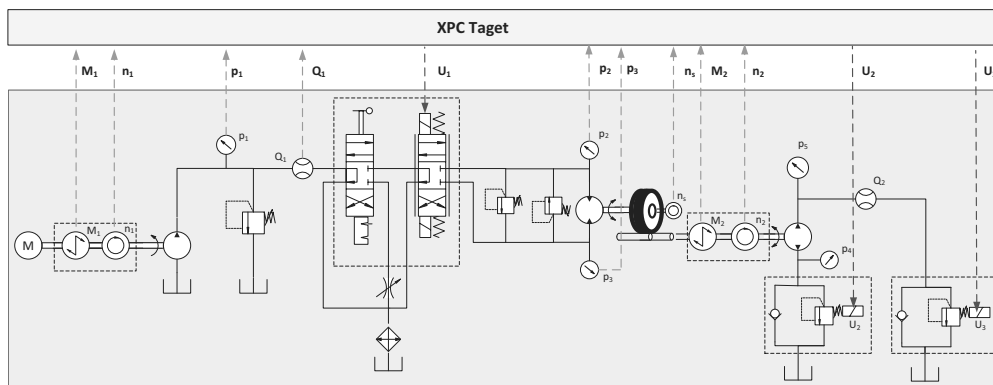 XPC Taget
M1 n1 p1 Q1 U1 p2 p3 ns M2 n2 U2 U
p1
Q1
p2
p5
Q2
ns
M1 n1
M2 n2
M
p4
p3
U2 U3